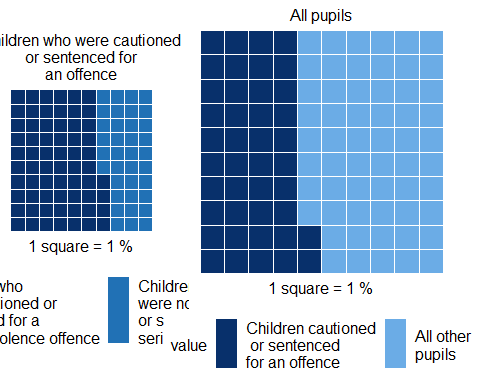 All pupils
ildren who were cautioned
or sentenced for
an offence
1 square = 1 %
1 square = 1 %
who
ioned or
d for a
olence offence
Childre
were no
or s
seri
value
Children cautioned
or sentenced
for an offence
All other
pupils